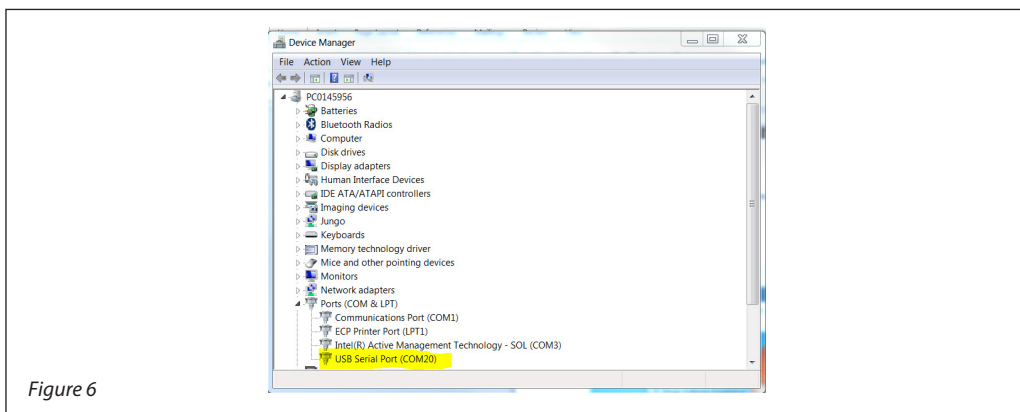 Device Manager
File Action View Help
PC0145956
Batteries
Bluetooth Radios
Computer
Disk drives
Display adapters
Human Interface Devices
IDE ATA/ATAPI controllers
Imaging devices
Jungo
Keyboards
Memory technology driver
Mice and other pointing devices
Monitors
Network adapters
Ports (COM & LPT)
Communications Port (COM1)
ECP Printer Port (LPT1)
Intel(R) Active Management Technology - SOL (COM3)
USB Serial Port (COM20)
Figure 6